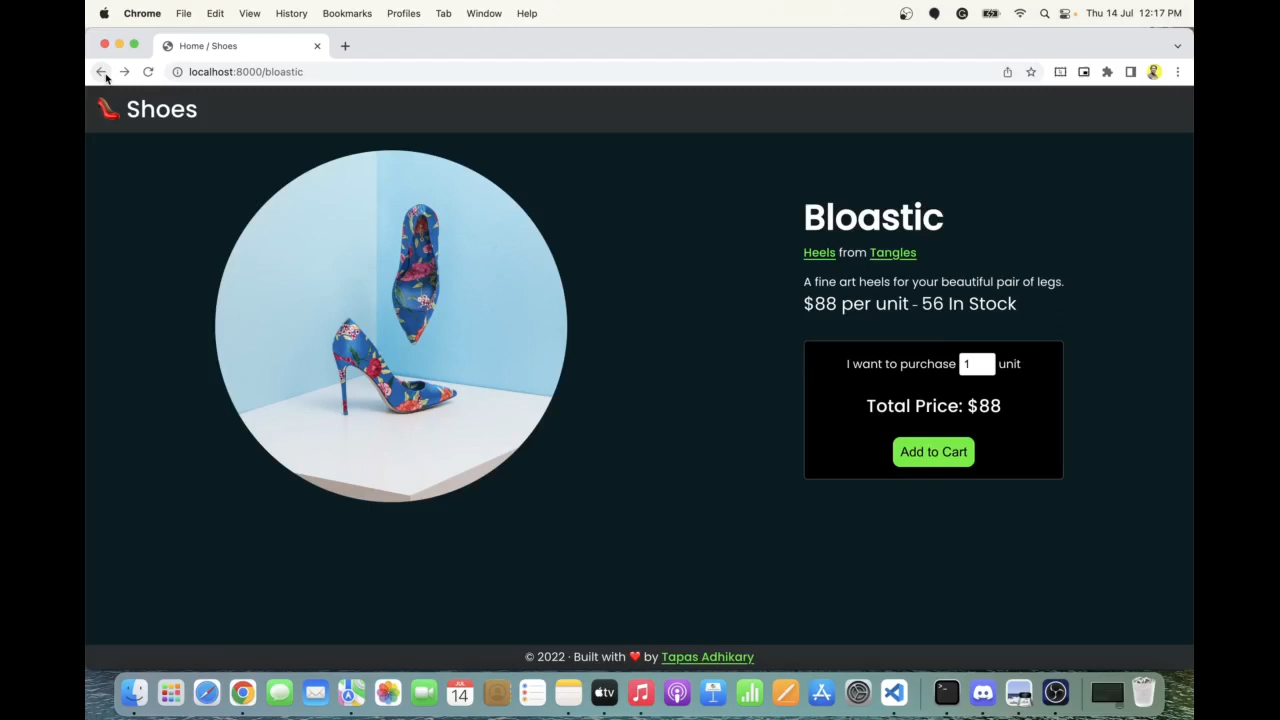 Chrome File Edit View History Bookmarks Profiles Tab Window Help Thu 14 Jul 12:17 PM
Home / Shoes
localhost:8000/bloastic
Shoes
Bloastic
Heels from Tangles
A fine art heels for your beautiful pair of legs.
$88 per unit - 56 In Stock
I want to purchase 1 unit
Total Price: $88
Add to Cart
© 2022 · Built with ❤️ by Tapas Adhikary
JUL
14
tv